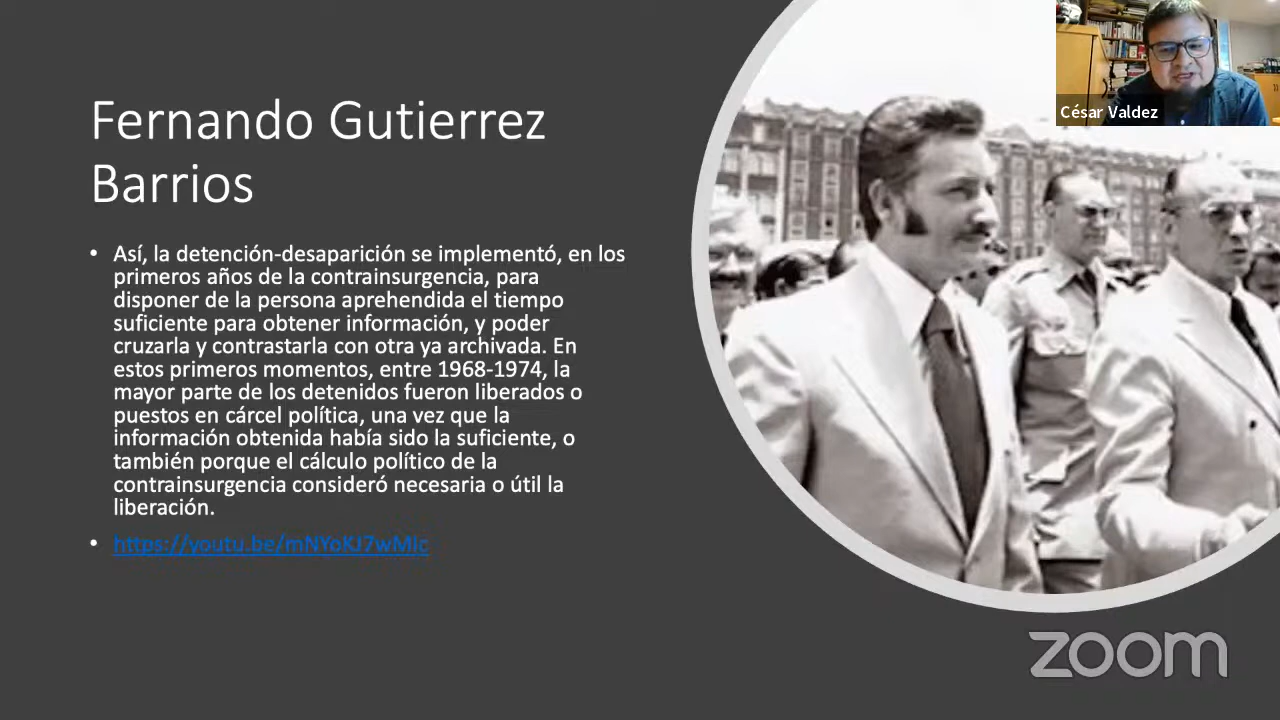 Fernando Gutierrez
Barrios
• Así, la detención-desaparición se implementó, en los
primeros años de la contrainsurgencia, para
disponer de la persona aprehendida el tiempo
suficiente para obtener información, y poder
cruzarla y contrastarla con otra ya archivada. En
estos primeros momentos, entre 1968-1974, la
mayor parte de los detenidos fueron liberados o
puestos en cárcel política, una vez que la
información obtenida había sido la suficiente, o
también porque el cálculo político de la
contrainsurgencia consideró necesaria o útil la
liberación.
• https://youtu.be/mNYoKJ7wMlc
César Valdez
zoom